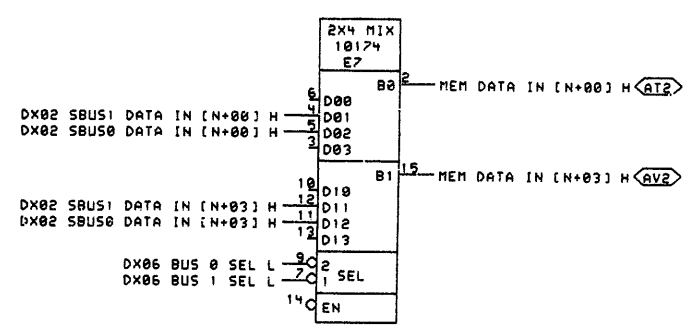 2X4 MIX
10174
E7
B0 2 MEM DATA IN [N+00] H AT2
6 D00
DX02 SBUS1 DATA IN [N+00] H 4 D01
DX02 SBUS0 DATA IN [N+00] H 5 D02
3 D03
B1 15 MEM DATA IN [N+03] H AV2
10 D10
DX02 SBUS1 DATA IN [N+03] H 12 D11
DX02 SBUS0 DATA IN [N+03] H 11 D12
13 D13
DX06 BUS 0 SEL L 9 2 SEL
DX06 BUS 1 SEL L 7 1
14 EN